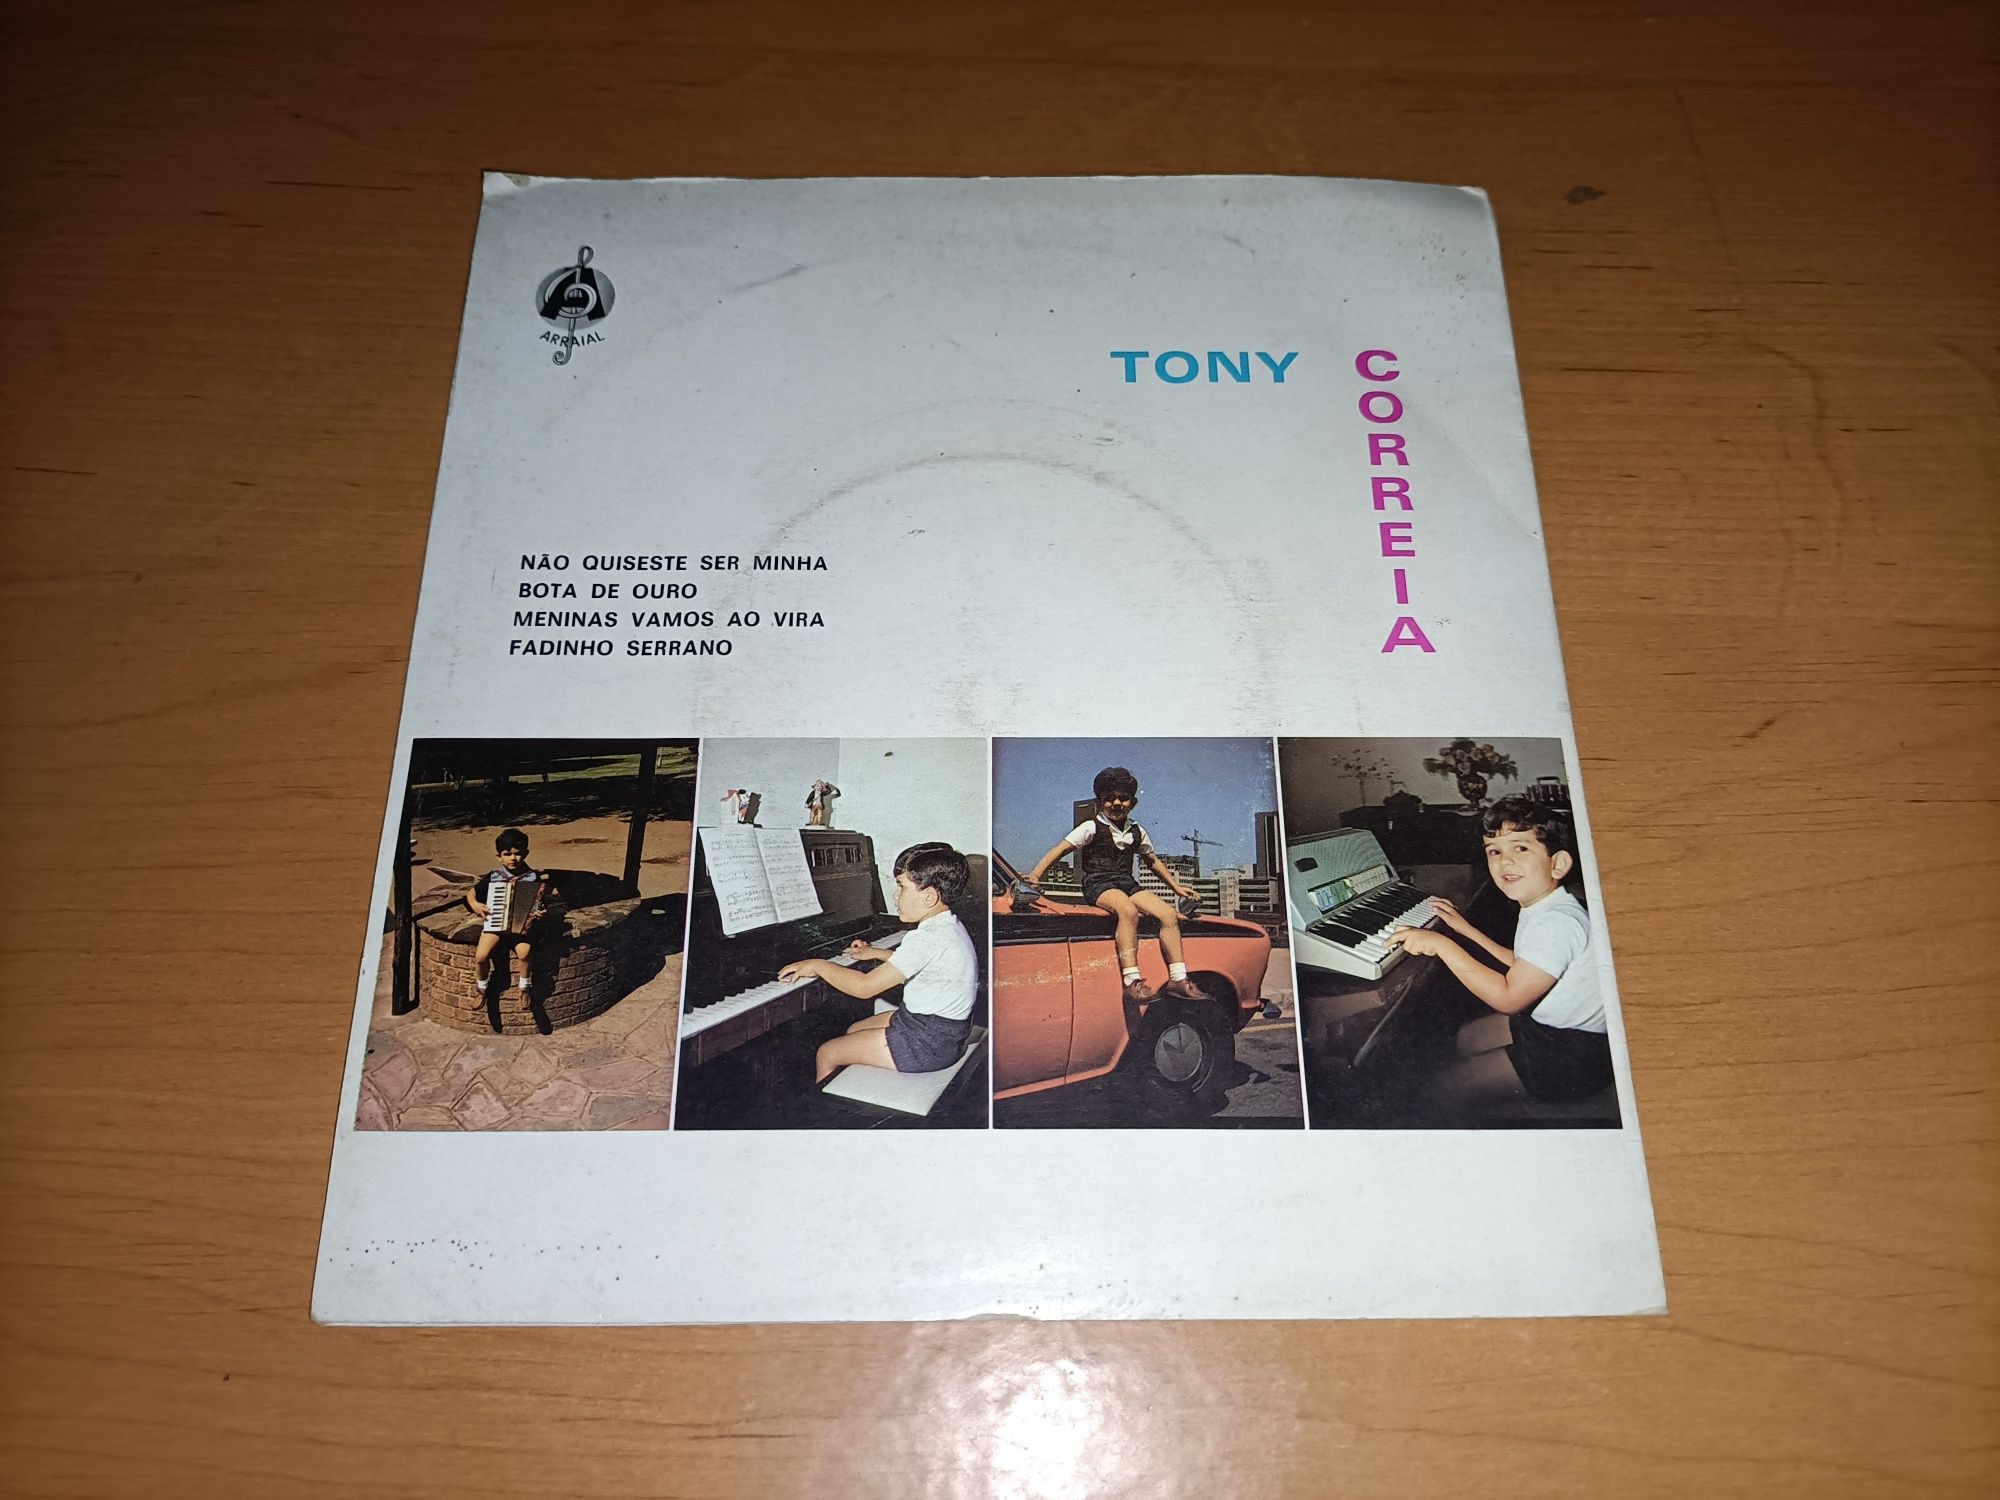 ARRAIAL
TONY CORREIA
NÃO QUISESTE SER MINHA
BOTA DE OURO
MENINAS VAMOS AO VIRA
FADINHO SERRANO